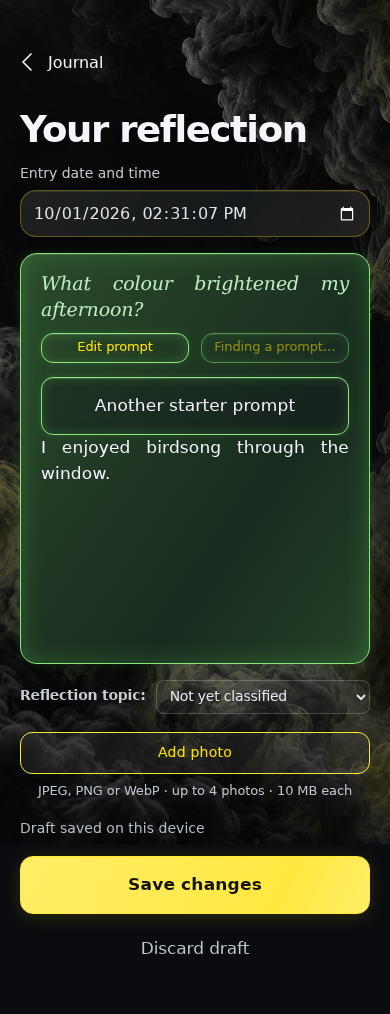 Journal
Your reflection
Entry date and time
10/01/2026, 02:31:07 PM
What colour brightened my
afternoon?
Edit prompt
Finding a prompt...
Another starter prompt
I enjoyed birdsong through the
window.
Reflection topic:
Not yet classified
Add photo
JPEG, PNG or WebP · up to 4 photos · 10 MB each
Draft saved on this device
Save changes
Discard draft